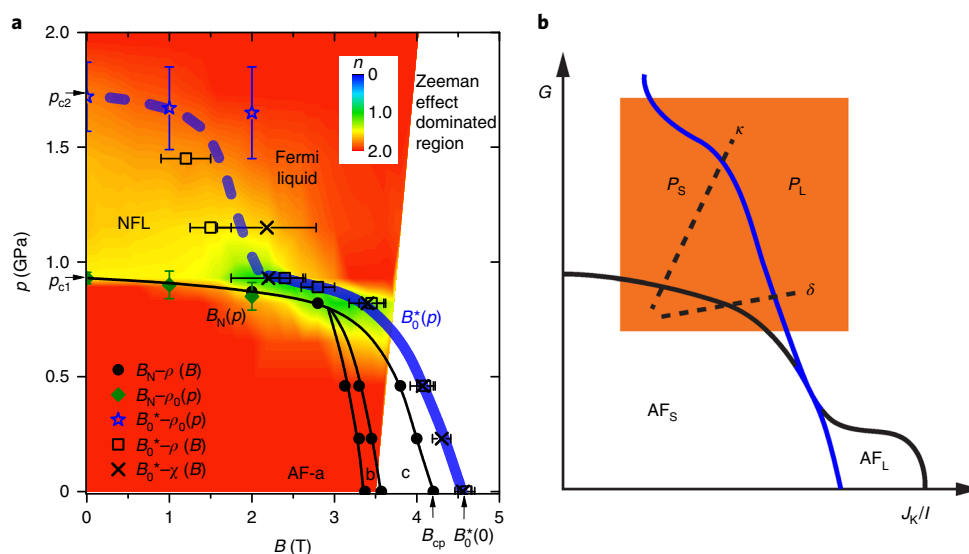 a
2.0
1.5
1.0
0.5
0
p (GPa)
p_c2
p_c1
n
0
1.0
2.0
Zeeman
effect
dominated
region
Fermi
liquid
NFL
B_N(p)
B_0^*(p)
B_N–ρ (B)
B_N–ρ_0(p)
B_0^*–ρ_0(p)
B_0^*–ρ (B)
B_0^*–χ (B)
AF-a
b
c
0
1
2
3
4
5
B (T)
B_cp
B_0^*(0)
b
G
κ
P_S
P_L
δ
AF_S
AF_L
J_K/I